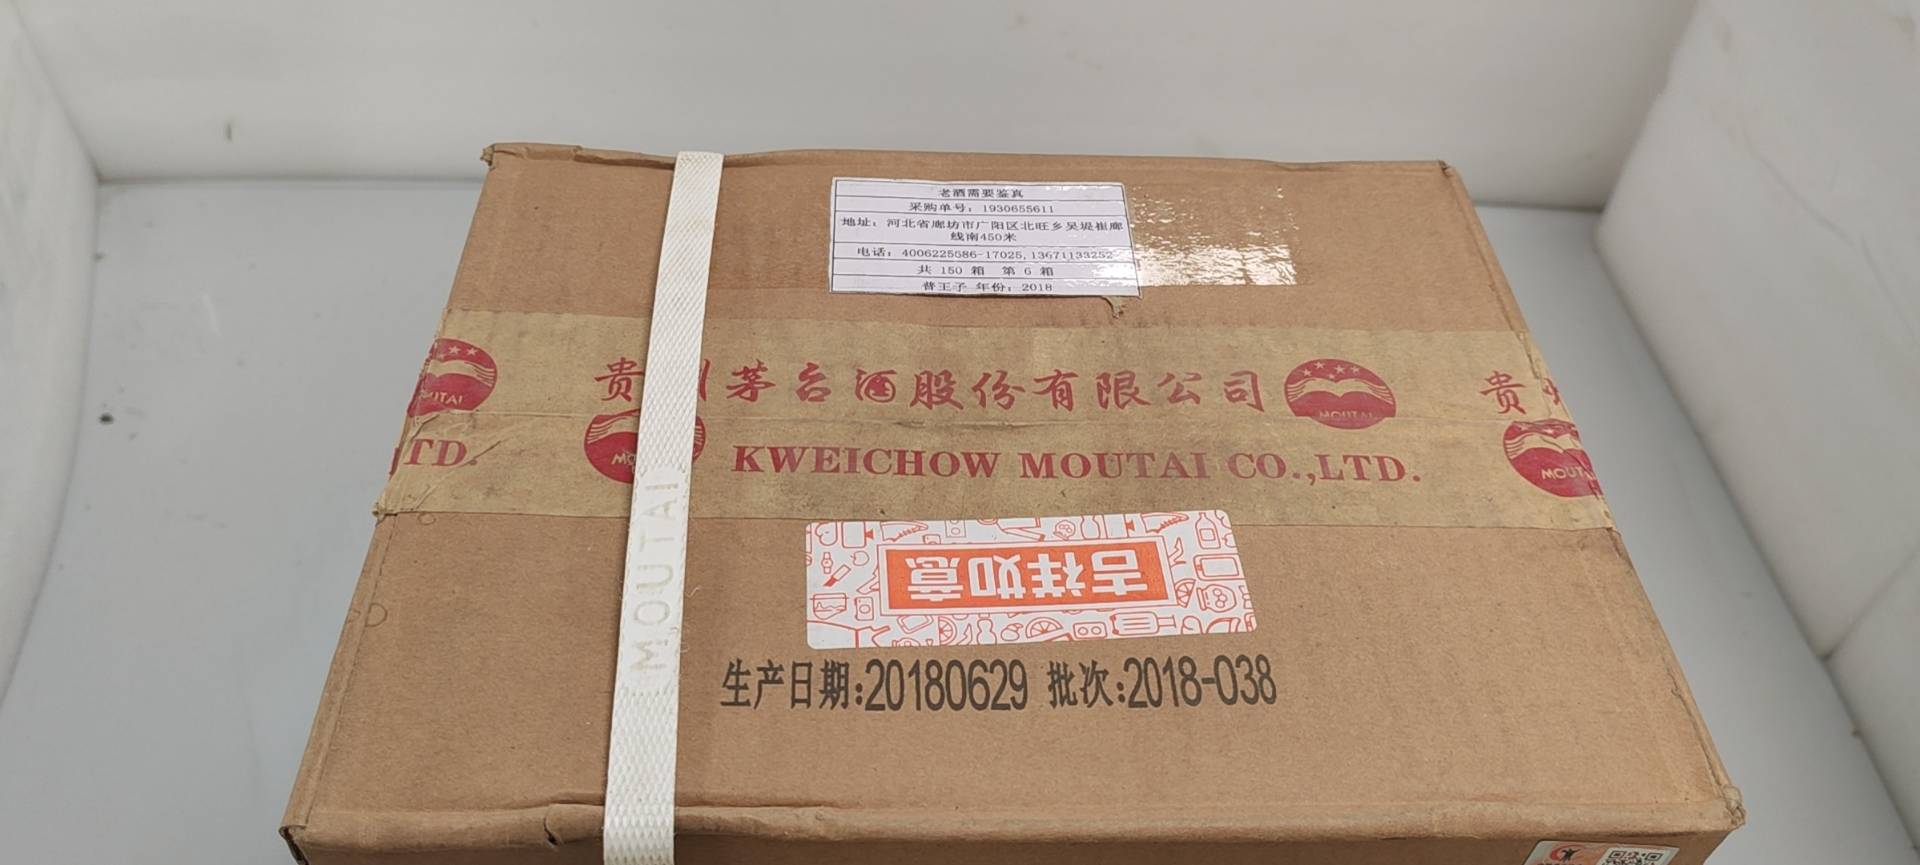 老酒需要鉴真
采购单号：1930655611
地址：河北省廊坊市广阳区北旺乡吴堤崔廊
线南450米
电话：4006225686-17025,13671133252
共 150 箱 第 6 箱
普王子 年份：2018
贵州茅台酒股份有限公司
MOUTAI
贵州
TD.
KWEICHOW MOUTAI CO.,LTD.
MOUTAI
MOUTAI
吉祥如意
生产日期:20180629 批次:2018-038